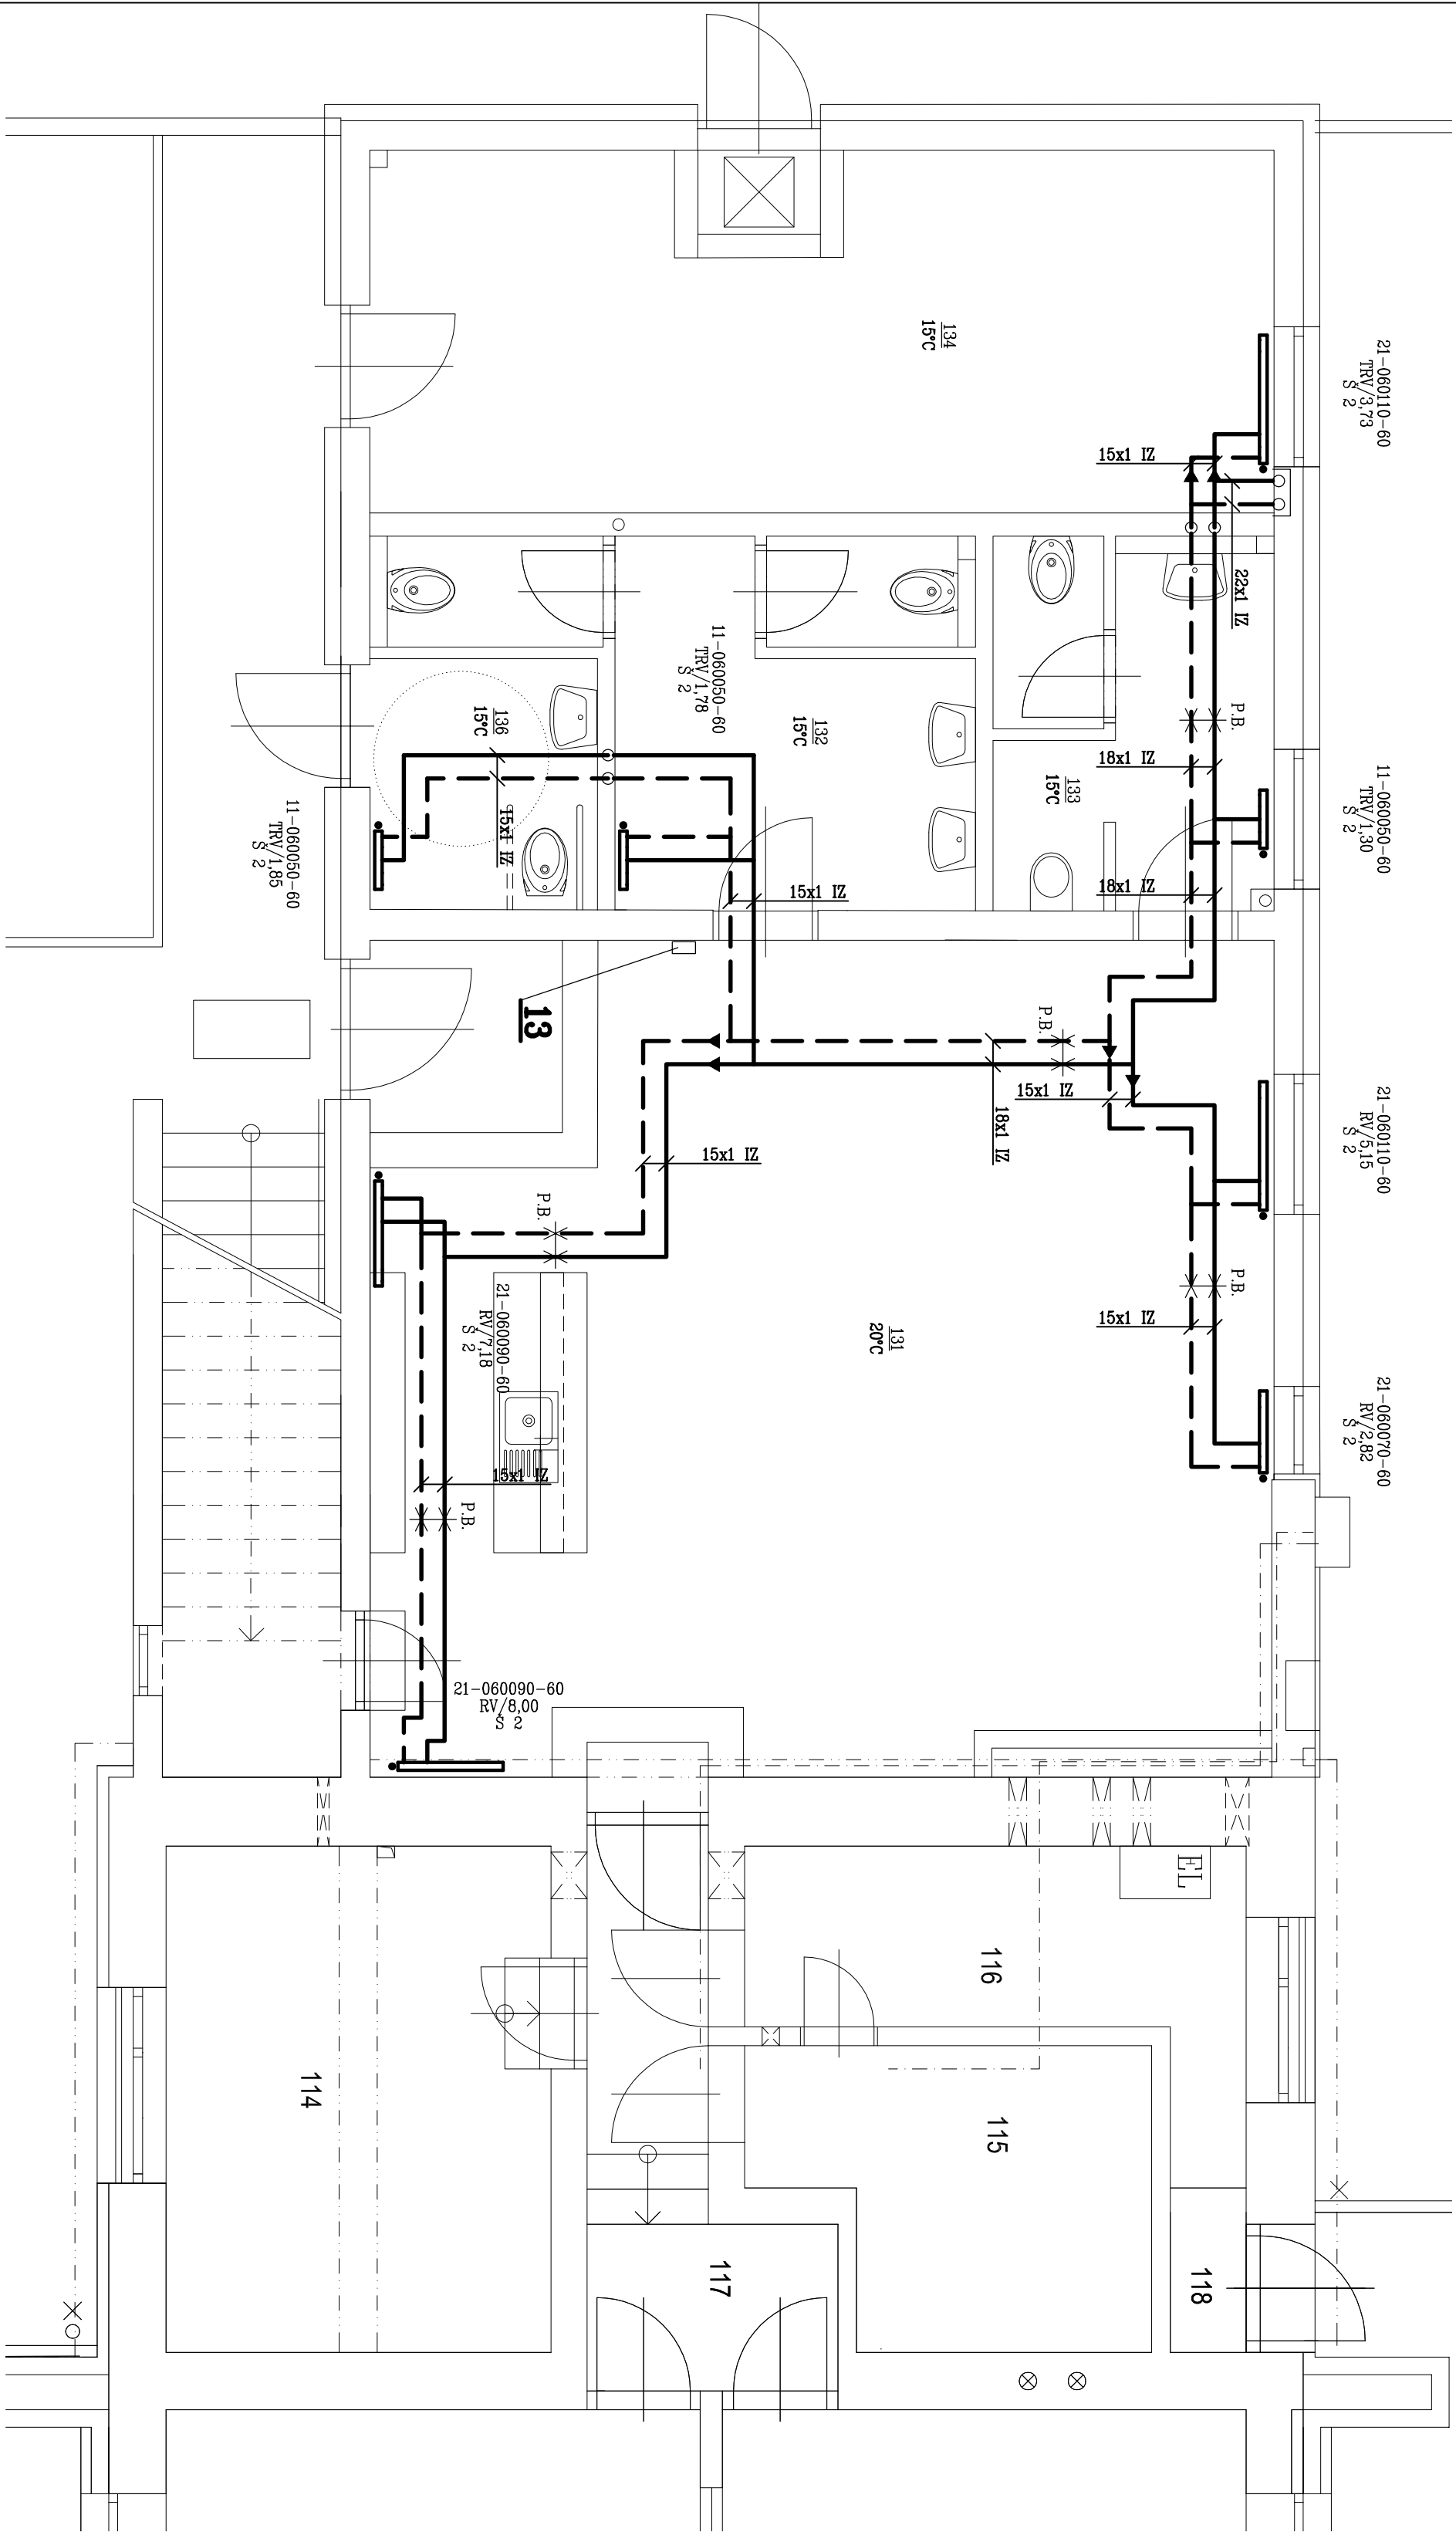 21-060110-60
TRV/3,73
Š 2
134
15°C
15x1 IZ
22x1 IZ
P.B.
18x1 IZ
11-060050-60
TRV/1,30
Š 2
11-060050-60
TRV/1,78
Š 2
132
15°C
133
15°C
136
15°C
15x1 IZ
11-060050-60
TRV/1,85
Š 2
15x1 IZ
18x1 IZ
13
P.B.
15x1 IZ
18x1 IZ
21-060110-60
RV/5,15
Š 2
15x1 IZ
P.B.
P.B.
15x1 IZ
21-060090-60
RV/7,18
Š 2
131
20°C
21-060070-60
RV/2,82
Š 2
15x1 IZ
P.B.
21-060090-60
RV/8,00
Š 2
EL
116
114
115
117
118